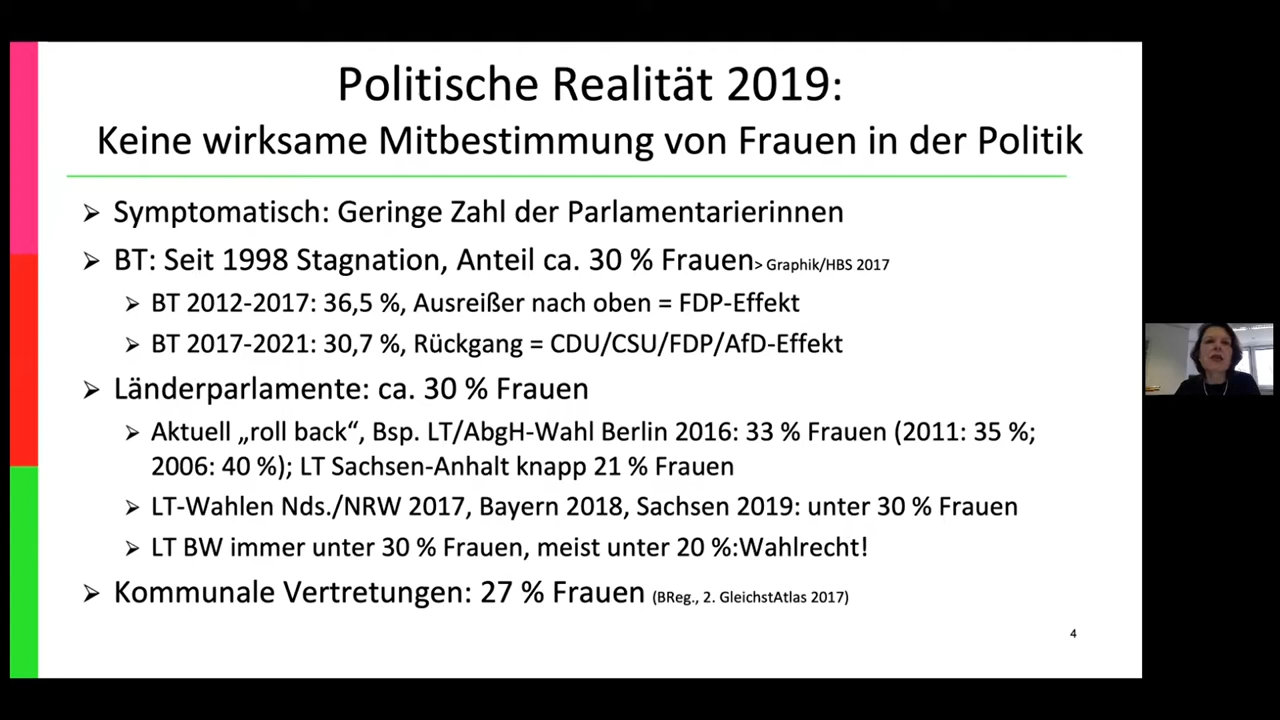 Politische Realität 2019:
Keine wirksame Mitbestimmung von Frauen in der Politik
➢ Symptomatisch: Geringe Zahl der Parlamentarierinnen
➢ BT: Seit 1998 Stagnation, Anteil ca. 30 % Frauen> Graphik/HBS 2017
➢ BT 2012-2017: 36,5 %, Ausreißer nach oben = FDP-Effekt
➢ BT 2017-2021: 30,7 %, Rückgang = CDU/CSU/FDP/AfD-Effekt
➢ Länderparlamente: ca. 30 % Frauen
➢ Aktuell „roll back“, Bsp. LT/AbgH-Wahl Berlin 2016: 33 % Frauen (2011: 35 %;
2006: 40 %); LT Sachsen-Anhalt knapp 21 % Frauen
➢ LT-Wahlen Nds./NRW 2017, Bayern 2018, Sachsen 2019: unter 30 % Frauen
➢ LT BW immer unter 30 % Frauen, meist unter 20 %:Wahlrecht!
➢ Kommunale Vertretungen: 27 % Frauen (BReg., 2. GleichstAtlas 2017)
4